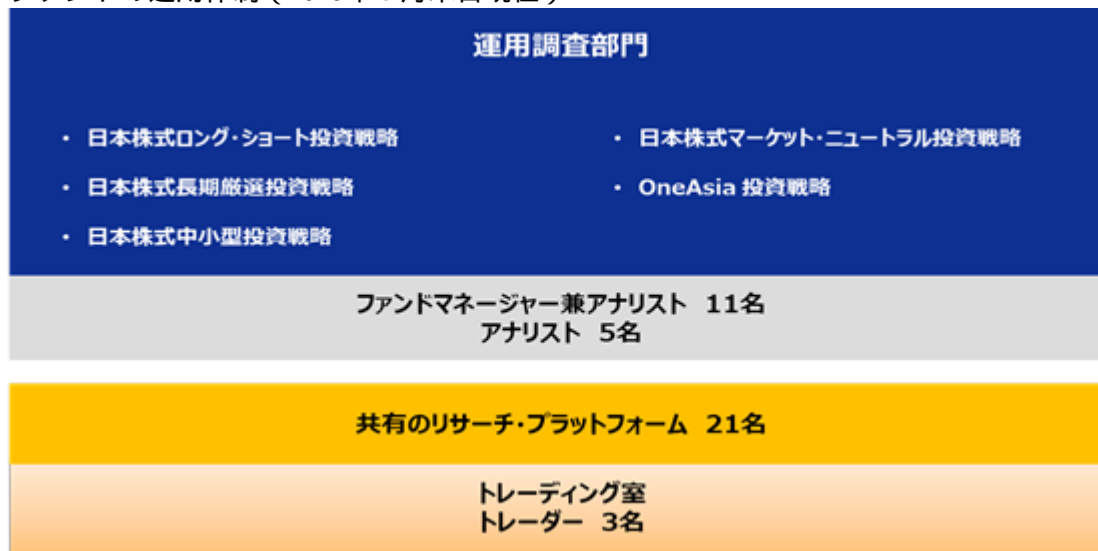 運用調査部門
・ 日本株式ロング・ショート投資戦略
・ 日本株式マーケット・ニュートラル投資戦略
・ 日本株式長期厳選投資戦略
・ OneAsia 投資戦略
・ 日本株式中小型投資戦略
ファンドマネージャー兼アナリスト 11名
アナリスト 5名
共有のリサーチ・プラットフォーム 21名
トレーディング室
トレーダー 3名